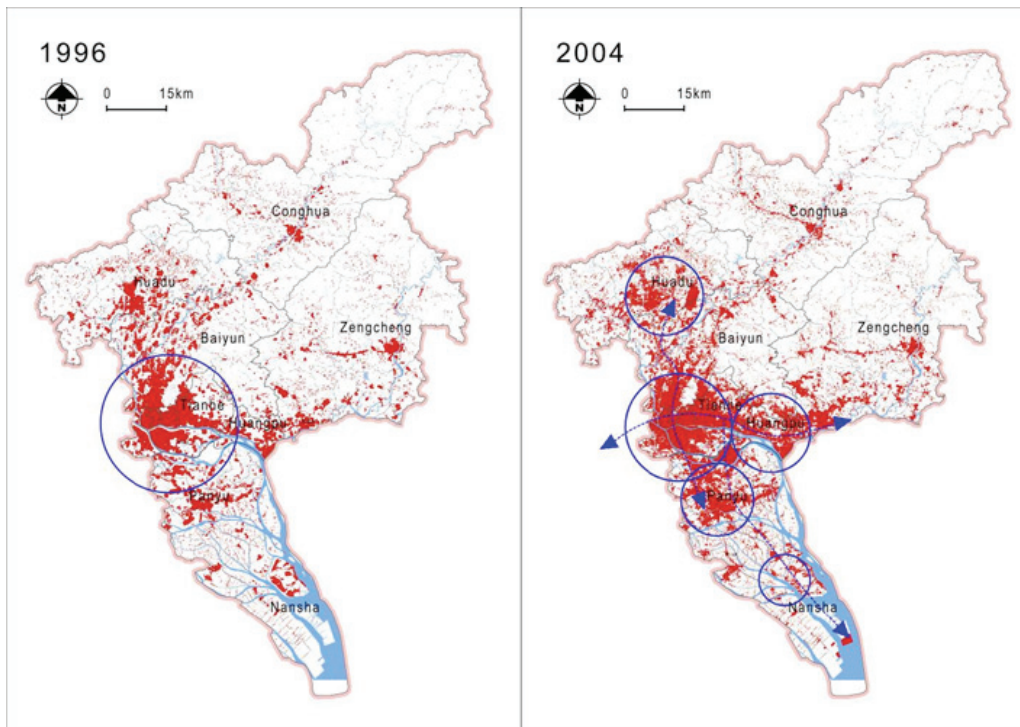 1996
N
0 15km
Conghua
Huadu
Baiyun
Zengcheng
Tianhe
Huangpu
Panyu
Nansha
2004
N
0 15km
Conghua
Huadu
Baiyun
Zengcheng
Tianhe
Huangpu
Panyu
Nansha